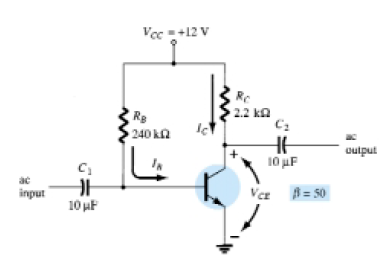 V_CC = +12 V
R_B
240 kΩ
I_C
R_C
2.2 kΩ
C_2
10 μF
ac
output
ac
input
C_1
10 μF
I_B
+
V_CE
−
β = 50